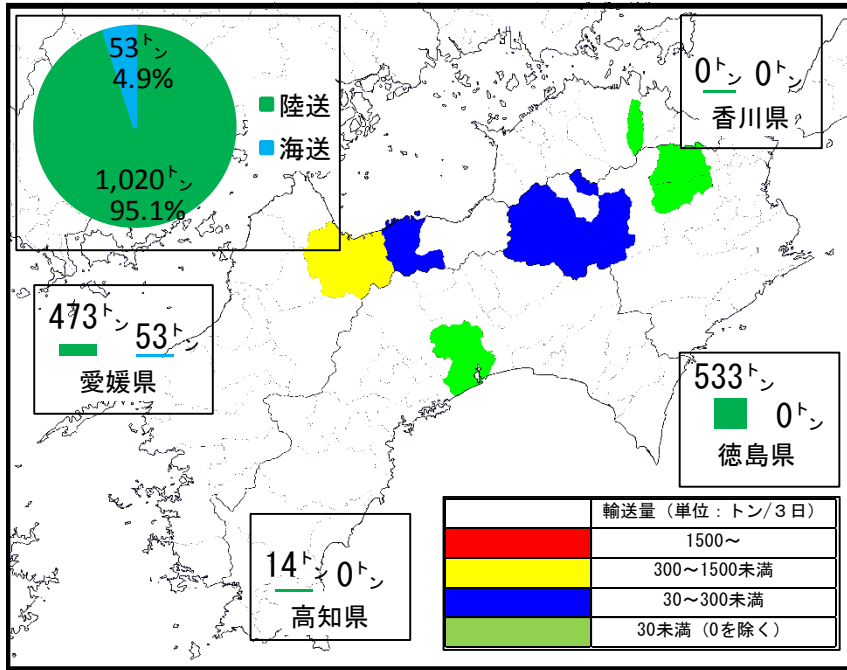 53トン
4.9%
陸送
海送
1,020トン
95.1%
0トン 0トン
香川県
473トン 53トン
愛媛県
533トン
0トン
徳島県
14トン 0トン
高知県
輸送量（単位：トン/３日）
1500～
300～1500未満
30～300未満
30未満（0を除く）